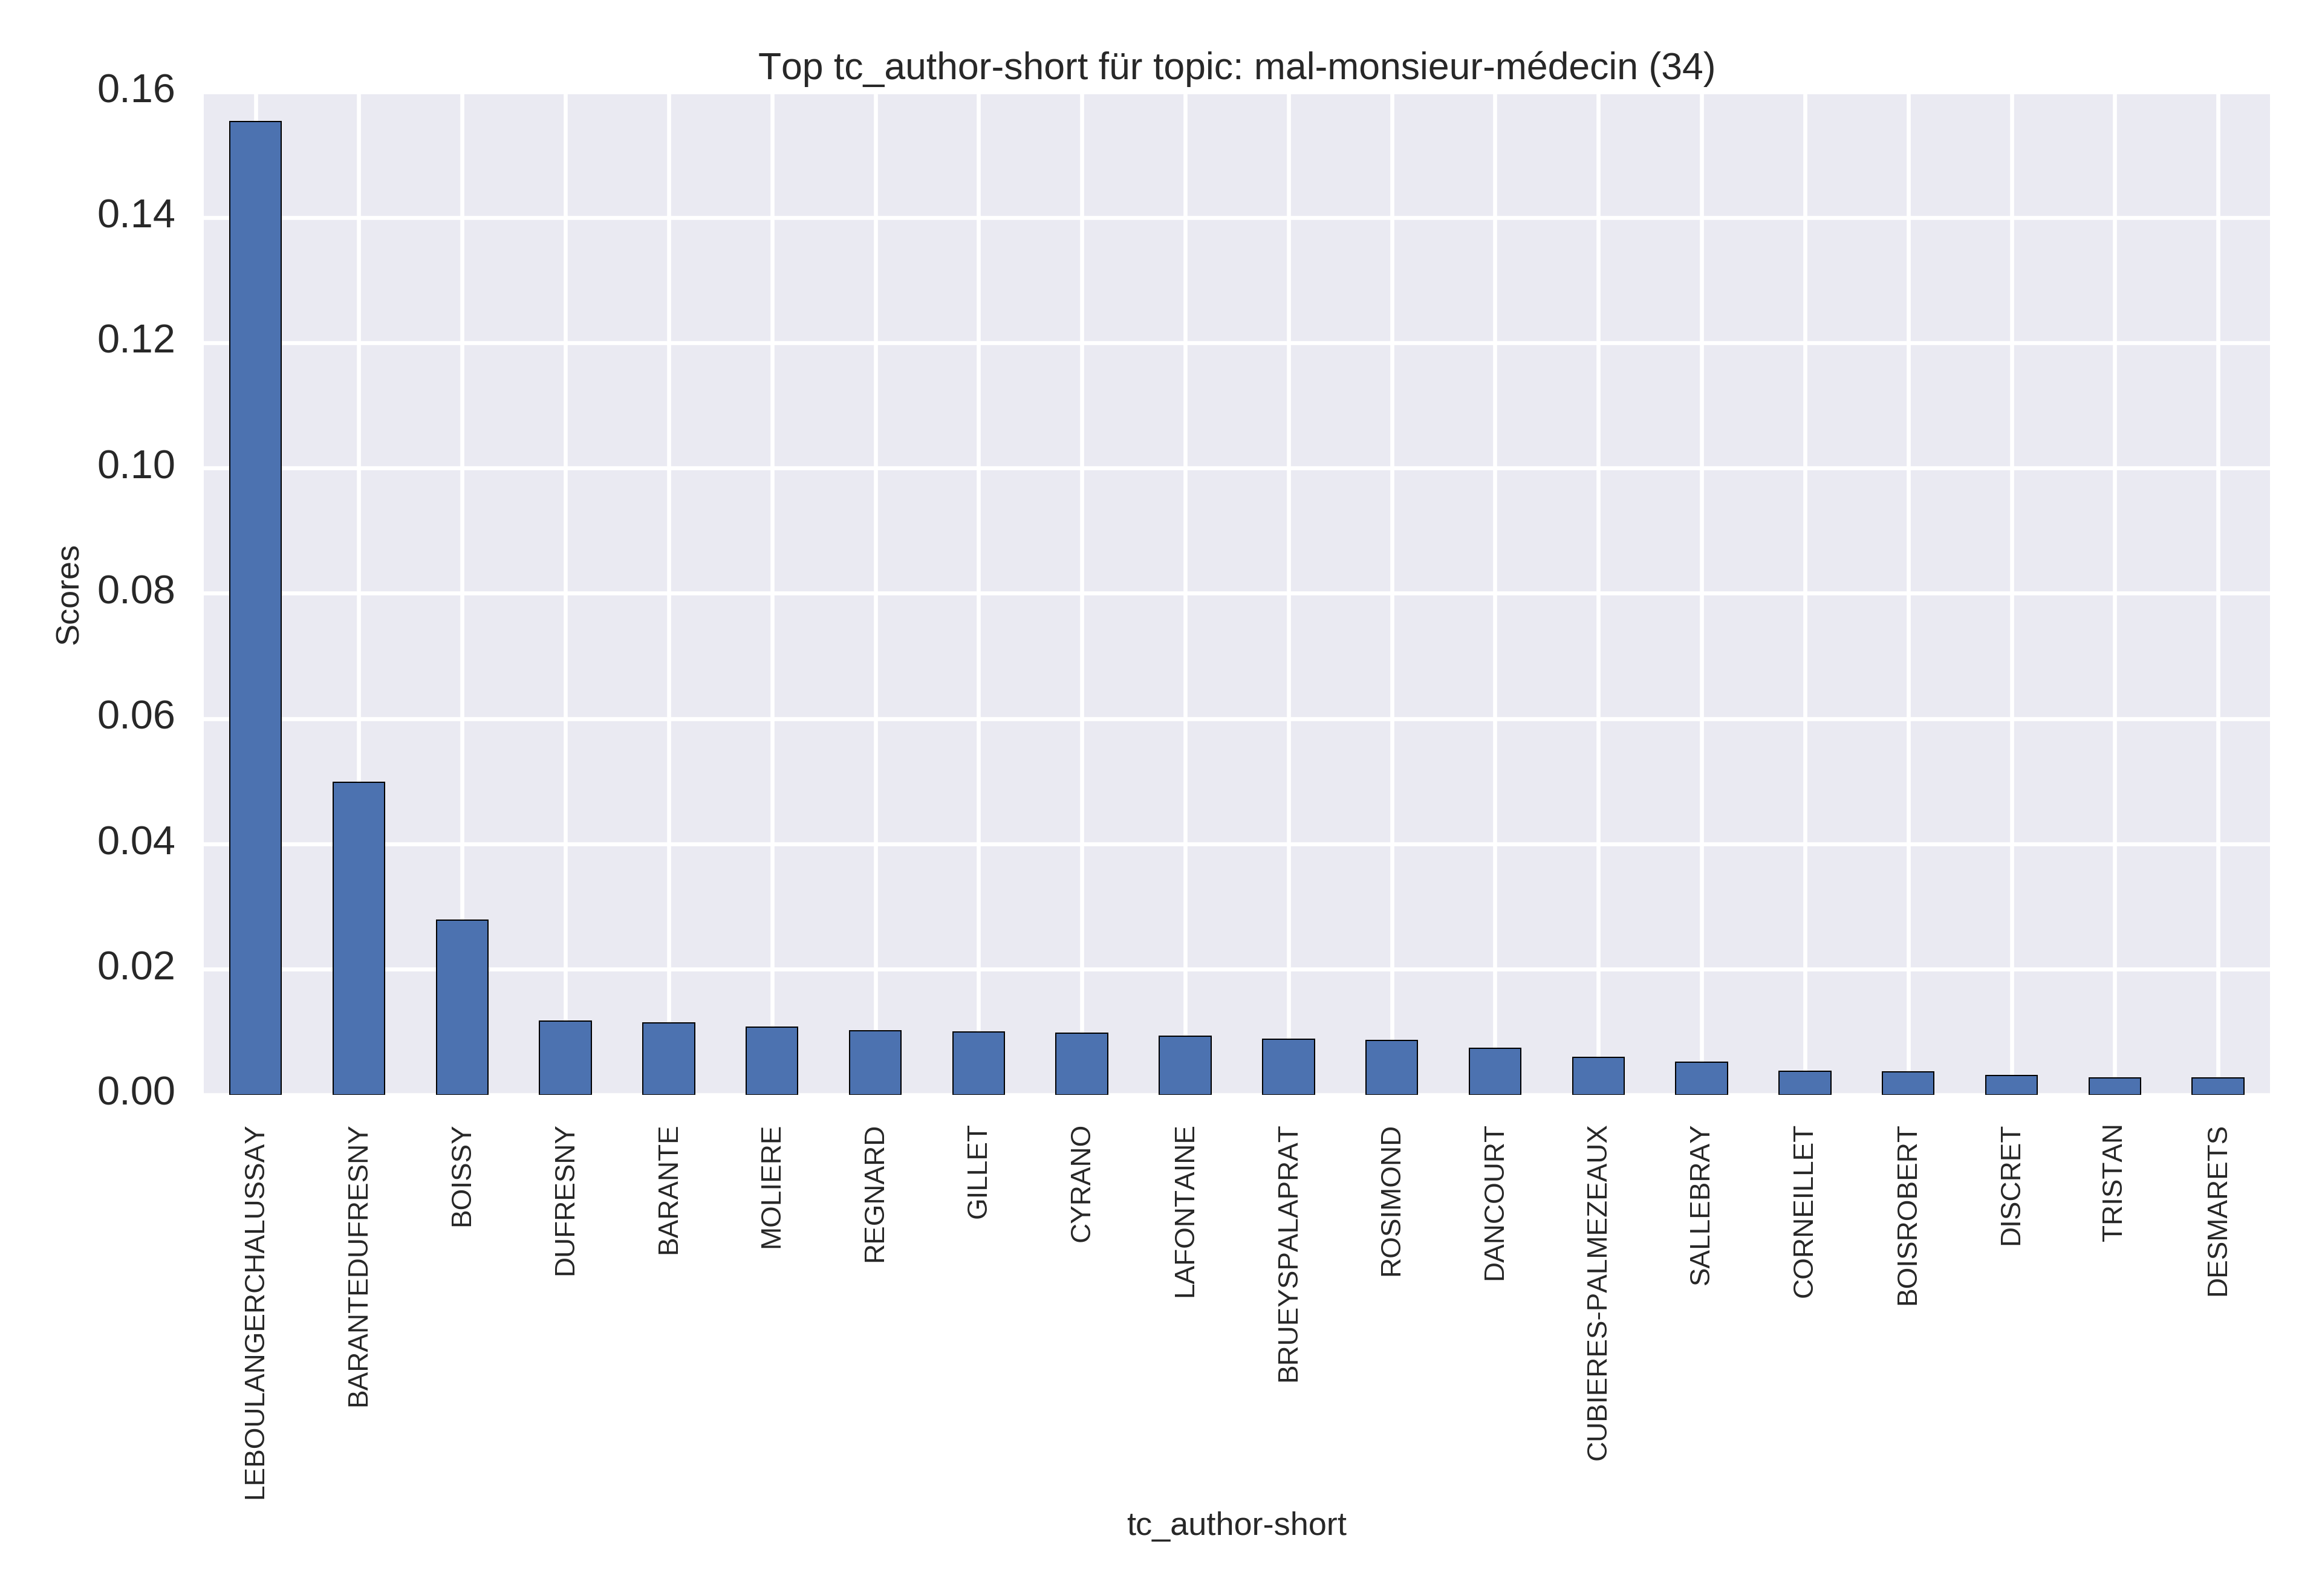 Top tc_author-short für topic: mal-monsieur-médecin (34)
0.16
0.14
0.12
0.10
0.08
0.06
0.04
0.02
0.00
Scores
LEBOULANGERCHALUSSAY
BARANTEDUFRESNY
BOISSY
DUFRESNY
BARANTE
MOLIERE
REGNARD
GILLET
CYRANO
LAFONTAINE
BRUEYSPALAPRAT
ROSIMOND
DANCOURT
CUBIERES-PALMEZEAUX
SALLEBRAY
CORNEILLET
BOISROBERT
DISCRET
TRISTAN
DESMARETS
tc_author-short